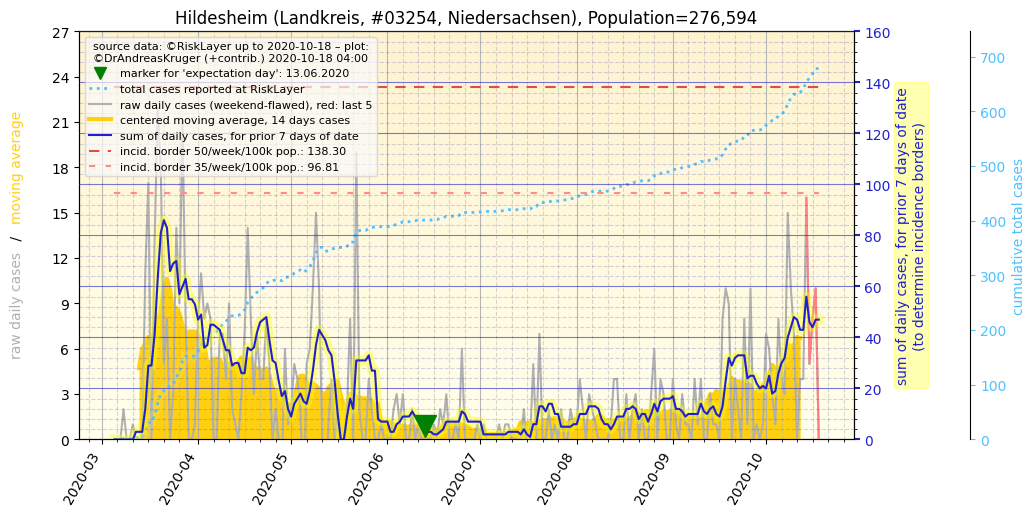 Hildesheim (Landkreis, #03254, Niedersachsen), Population=276,594
source data: ©RiskLayer up to 2020-10-18 – plot:
©DrAndreasKruger (+contrib.) 2020-10-18 04:00
marker for 'expectation day': 13.06.2020
total cases reported at RiskLayer
raw daily cases (weekend-flawed), red: last 5
centered moving average, 14 days cases
sum of daily cases, for prior 7 days of date
incid. border 50/week/100k pop.: 138.30
incid. border 35/week/100k pop.: 96.81
raw daily cases / moving average
27
24
21
18
15
12
9
6
3
0
2020-03
2020-04
2020-05
2020-06
2020-07
2020-08
2020-09
2020-10
160
140
120
100
80
60
40
20
0
sum of daily cases, for prior 7 days of date
(to determine incidence borders)
700
600
500
400
300
200
100
0
cumulative total cases